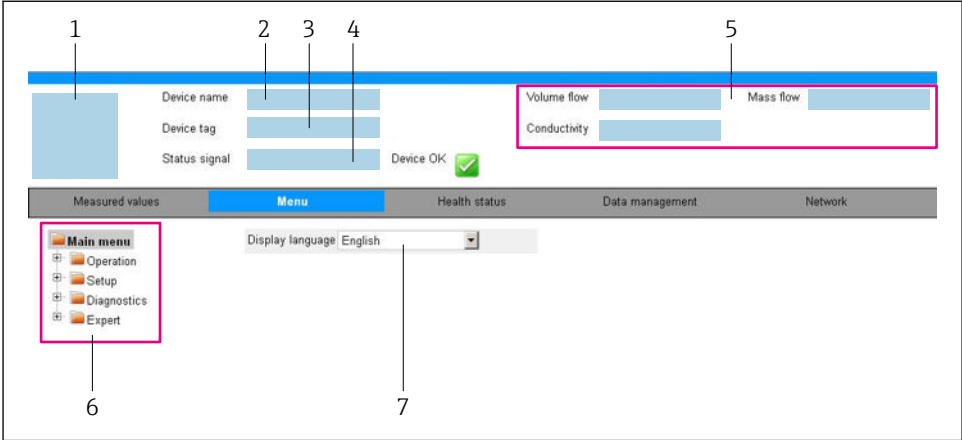 1 2 3 4 5
Device name Volume flow Mass flow
Device tag Conductivity
Status signal Device OK
Measured values Menu Health status Data management Network
Main menu Display language English
Operation
Setup
Diagnostics
Expert
6 7